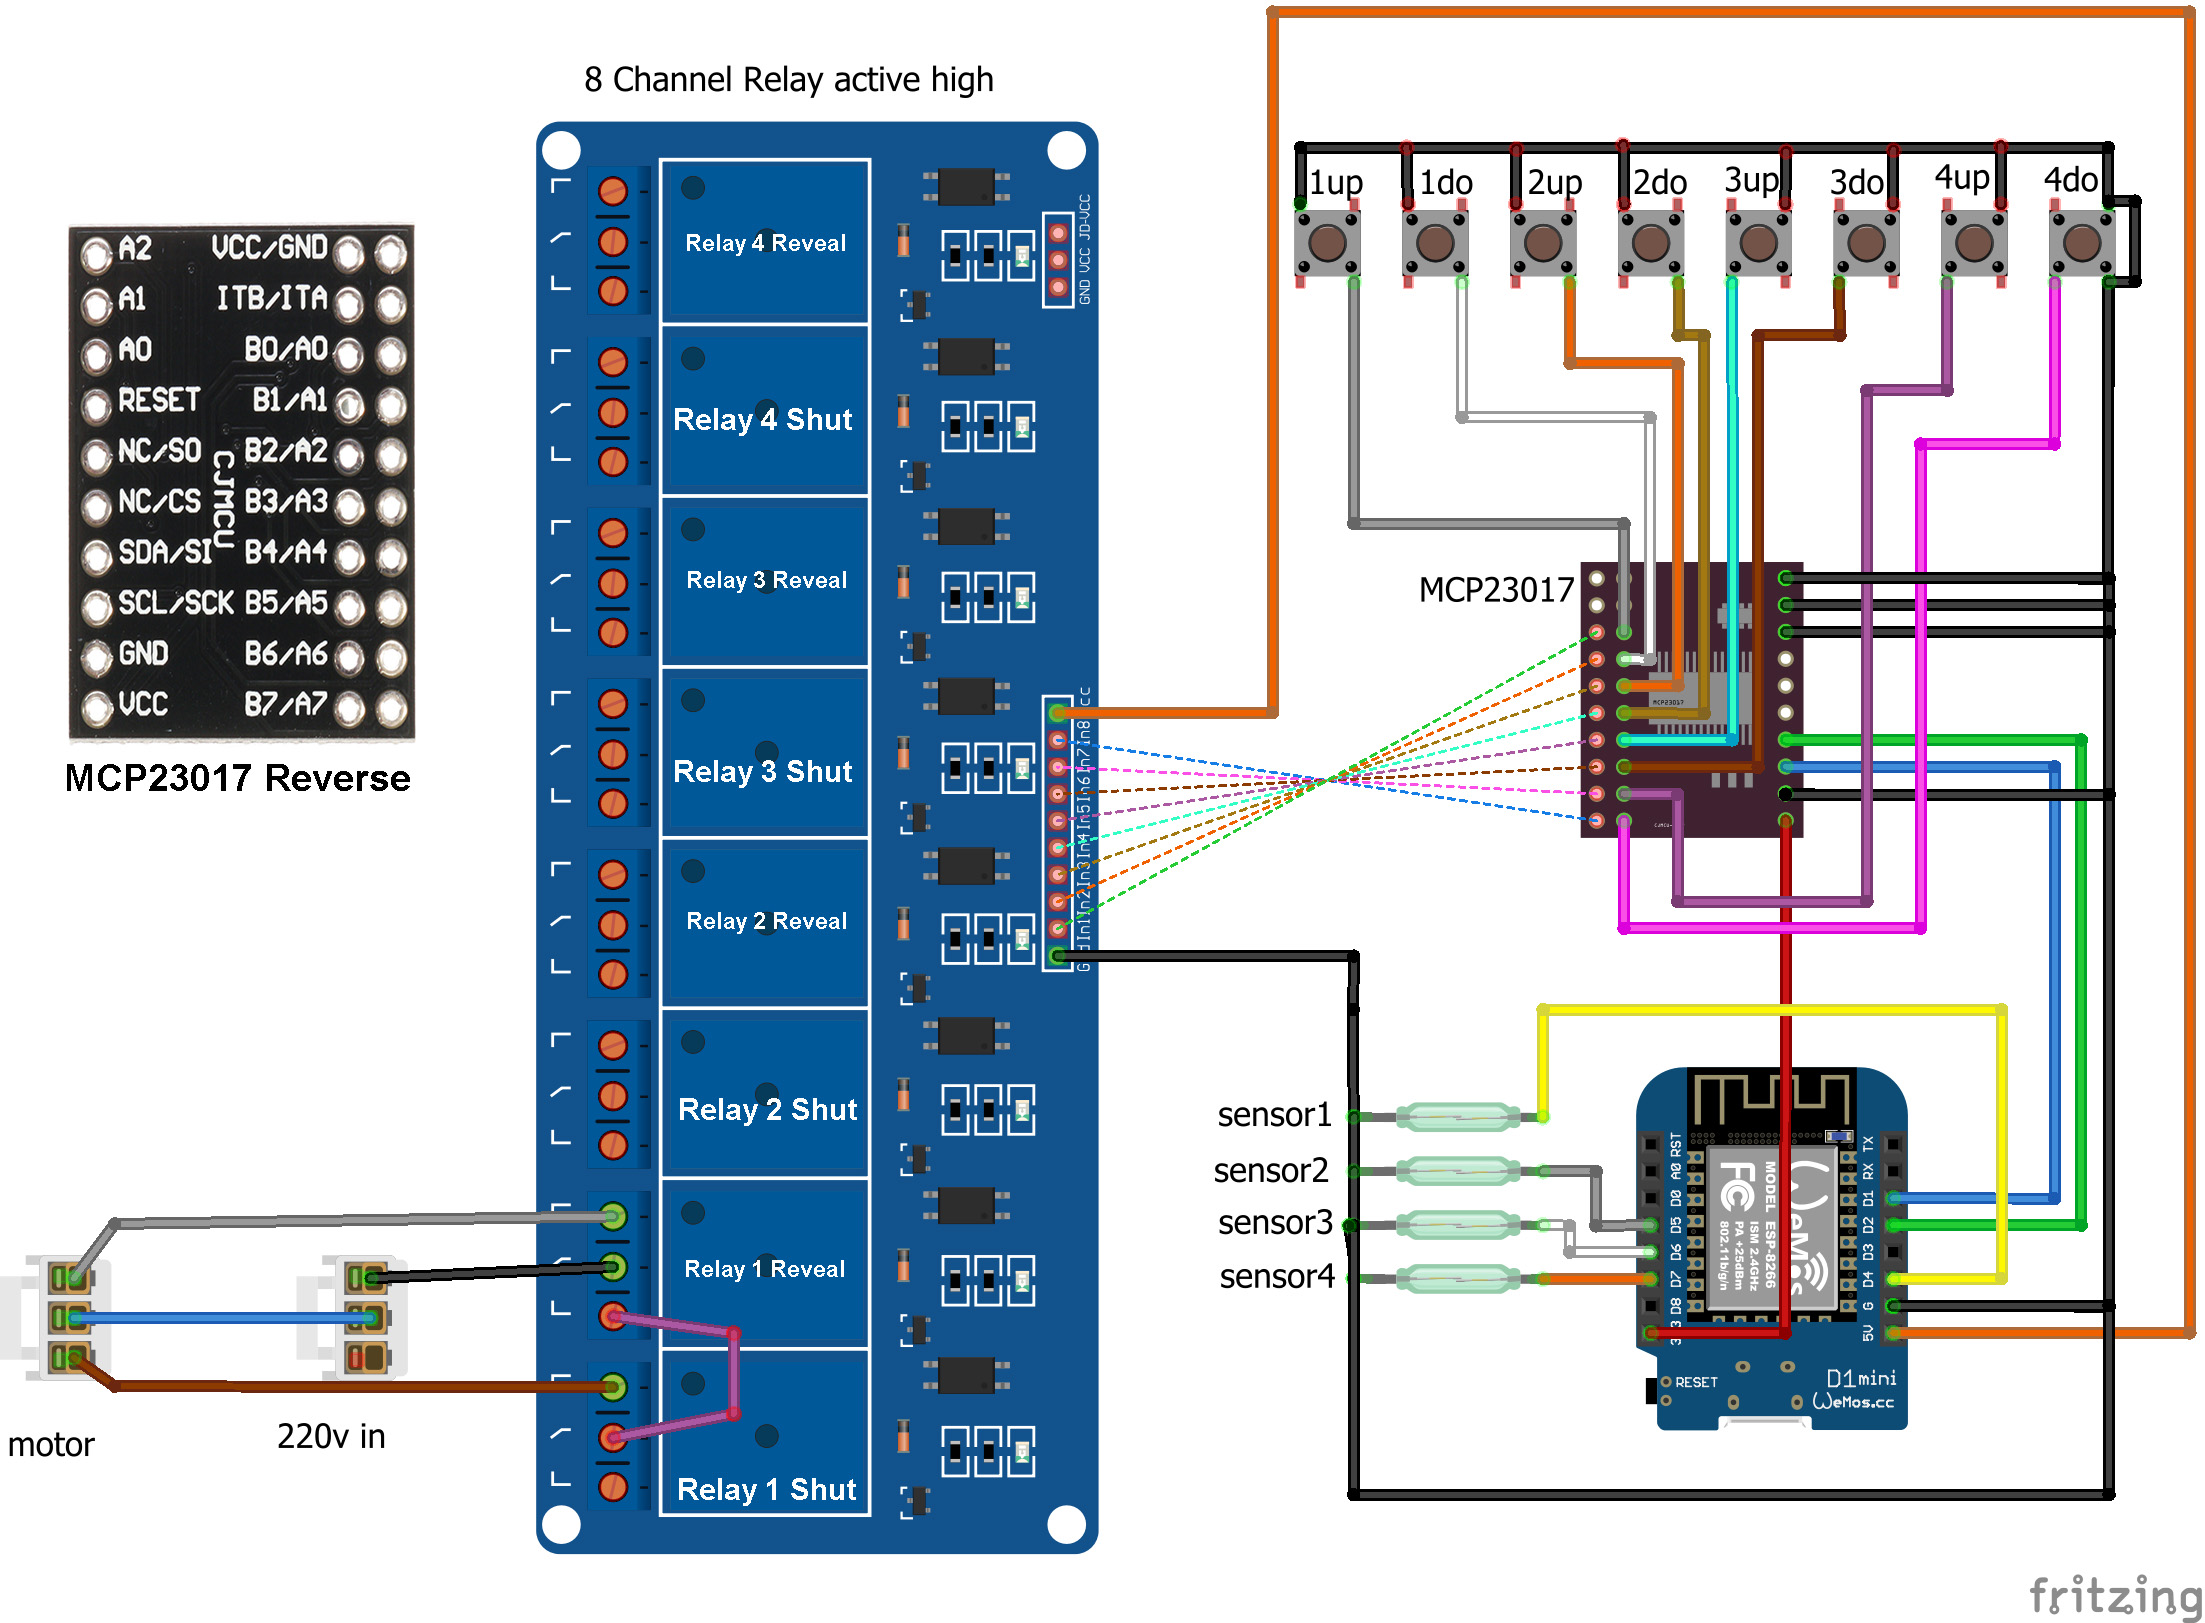 8 Channel Relay active high
1up
1do
2up
2do
3up
3do
4up
4do
A2 VCC/GND
A1 ITB/ITA
A0 B0/A0
RESET B1/A1
NC/SO B2/A2
NC/CS B3/A3
SDA/SI B4/A4
SCL/SCK B5/A5
GND B6/A6
VCC B7/A7
CJMCU
MCP23017 Reverse
Relay 4 Reveal
Relay 4 Shut
Relay 3 Reveal
Relay 3 Shut
Relay 2 Reveal
Relay 2 Shut
Relay 1 Reveal
Relay 1 Shut
GND VCC JD-VCC
In1 In2 In3 In4 In5 In6 In7 In8
MCP23017
MCP23017
sensor1
sensor2
sensor3
sensor4
RST
A0
D0
D5
D6
D7
D8
TX
RX
D1
D2
D3
D4
G
5V
MODEL ESP-8266
ISM 2.4GHz
PA +25dBm
802.11b/g/n
FC
WeMos
RESET
D1 mini
WeMos.cc
motor
220v in
fritzing